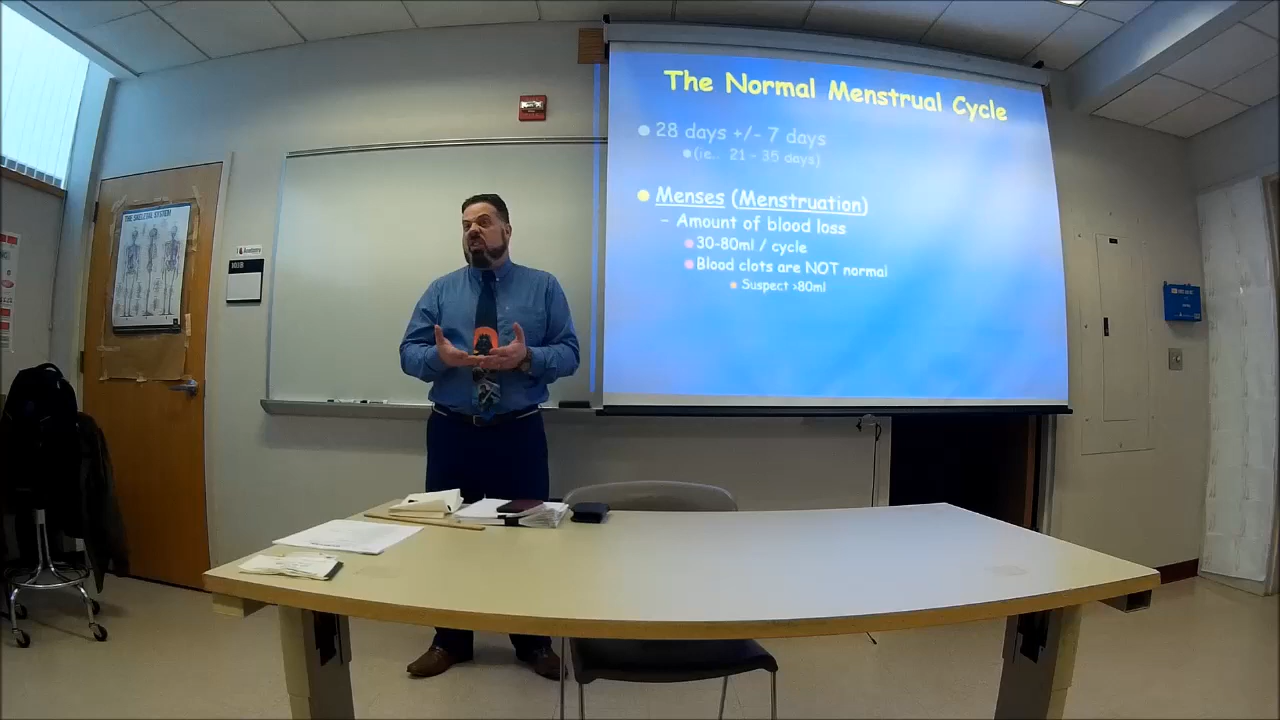 The Normal Menstrual Cycle
28 days +/- 7 days
(ie.. 21 - 35 days)
Menses (Menstruation)
- Amount of blood loss
30-80ml / cycle
Blood clots are NOT normal
Suspect >80ml
THE SKELETAL SYSTEM